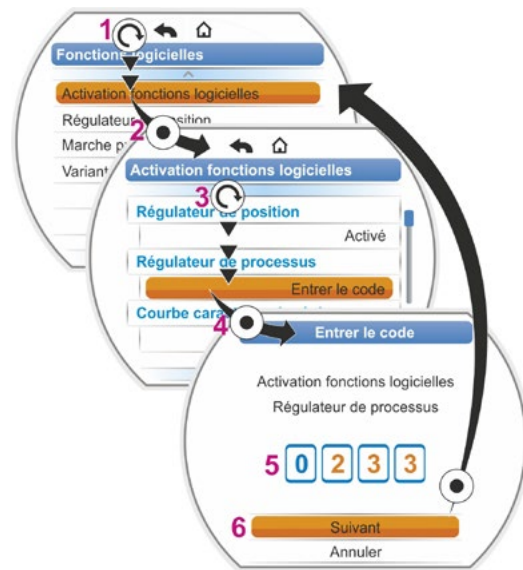 1
Fonctions logicielles
Activation fonctions logicielles
Régulateur position
Marche
Variant
2
Activation fonctions logicielles
3
Régulateur de position
Activé
Régulateur de processus
Entrer le code
Courbe
4
Entrer le code
Activation fonctions logicielles
Régulateur de processus
5 0 2 3 3
6 Suivant
Annuler